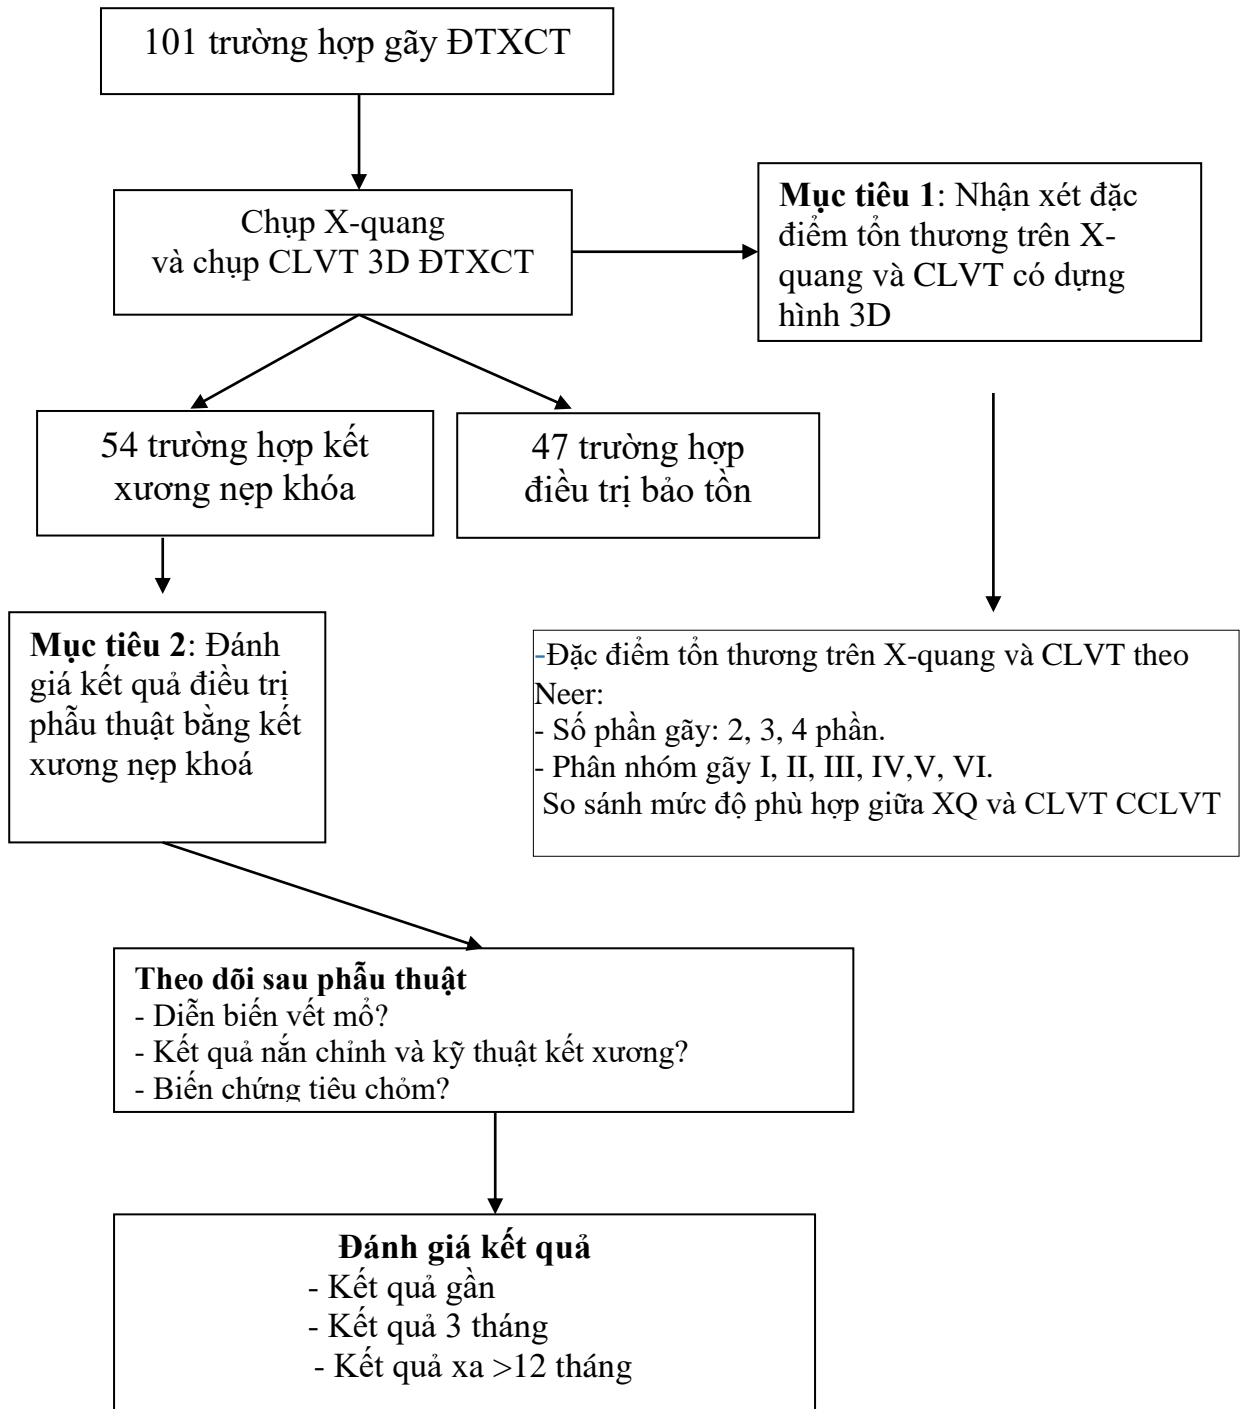 101 trường hợp gãy ĐTXCT
Chụp X-quang
và chụp CLVT 3D ĐTXCT
Mục tiêu 1: Nhận xét đặc
điểm tổn thương trên X-
quang và CLVT có dựng
hình 3D
54 trường hợp kết
xương nẹp khóa
47 trường hợp
điều trị bảo tồn
Mục tiêu 2: Đánh
giá kết quả điều trị
phẫu thuật bằng kết
xương nẹp khoá
-Đặc điểm tổn thương trên X-quang và CLVT theo
Neer:
- Số phần gãy: 2, 3, 4 phần.
- Phân nhóm gãy I, II, III, IV,V, VI.
So sánh mức độ phù hợp giữa XQ và CLVT CCLVT
Theo dõi sau phẫu thuật
- Diễn biến vết mổ?
- Kết quả nắn chỉnh và kỹ thuật kết xương?
- Biến chứng tiêu chỏm?
Đánh giá kết quả
- Kết quả gần
- Kết quả 3 tháng
- Kết quả xa >12 tháng